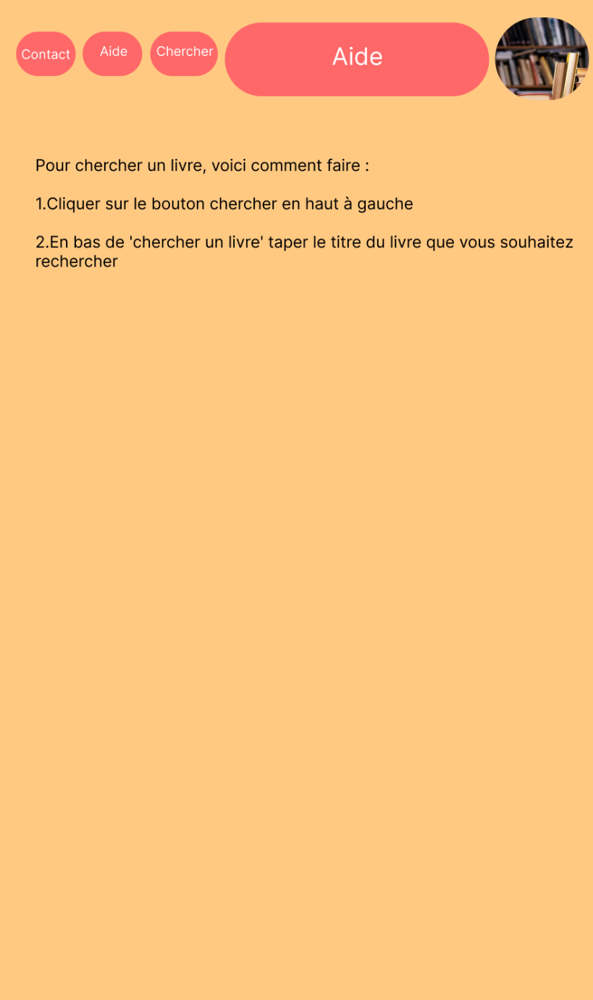 Contact
Aide
Chercher
Aide
Pour chercher un livre, voici comment faire :
1.Cliquer sur le bouton chercher en haut à gauche
2.En bas de 'chercher un livre' taper le titre du livre que vous souhaitez
rechercher